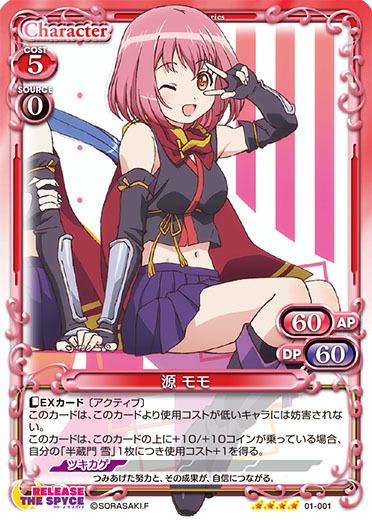 Character
COST
5
SOURCE
0
60 AP
DP 60
源 モモ
EXカード〔アクティブ〕
このカードは、このカードより使用コストが低いキャラには妨害されな
い。
このカードは、このカードの上に+10/+10コインが乗っている場合、
自分の「半蔵門 雪」1枚につき使用コスト+1を得る。
ツキカゲ
つみあげた努力と、その成果が、自信につながる。
RELEASE
THE SPYCE
©SORASAKI.F
★★★★ 01-001